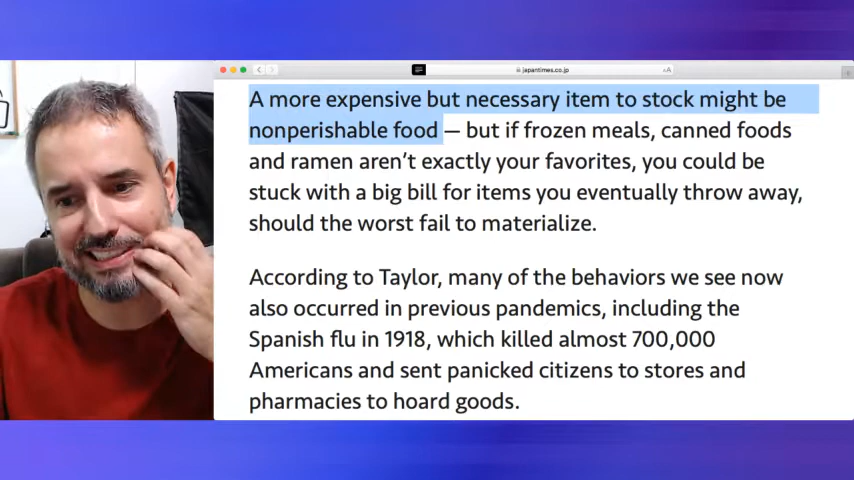 japantimes.co.jp
AA
A more expensive but necessary item to stock might be
nonperishable food — but if frozen meals, canned foods
and ramen aren’t exactly your favorites, you could be
stuck with a big bill for items you eventually throw away,
should the worst fail to materialize.
According to Taylor, many of the behaviors we see now
also occurred in previous pandemics, including the
Spanish flu in 1918, which killed almost 700,000
Americans and sent panicked citizens to stores and
pharmacies to hoard goods.